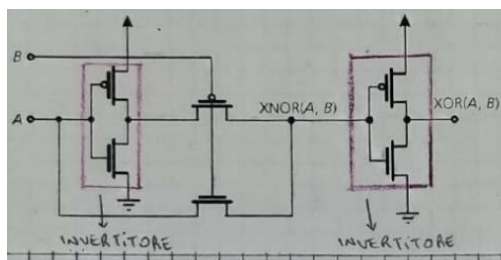 B
A
XNOR(A, B)
XOR(A, B)
INVERTITORE
INVERTITORE